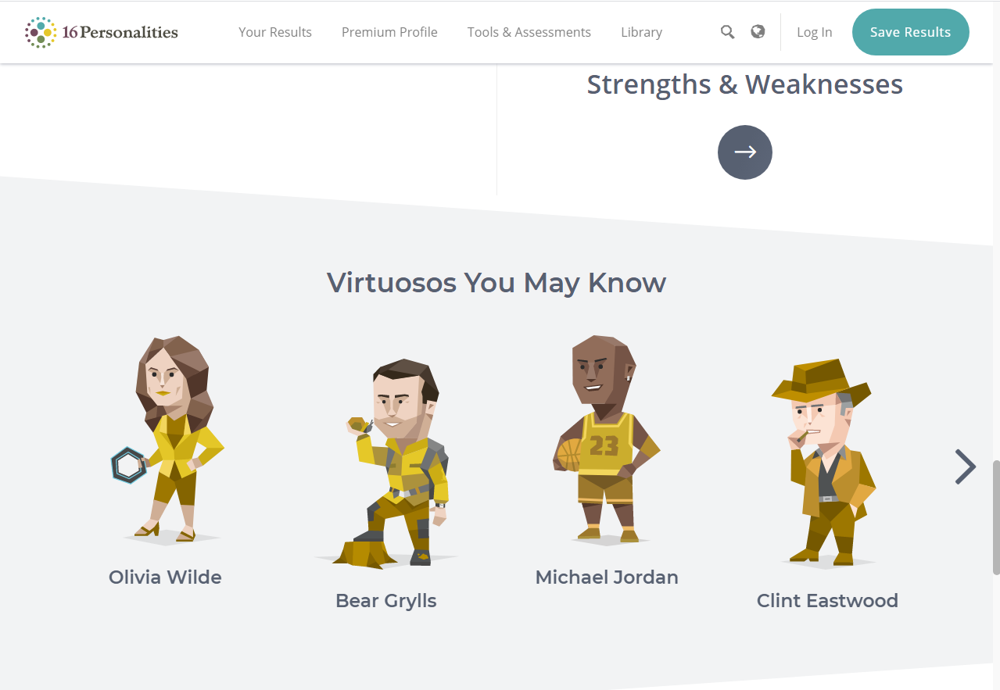 16Personalities
Your Results
Premium Profile
Tools & Assessments
Library
Log In
Save Results
Strengths & Weaknesses
Virtuosos You May Know
23
Olivia Wilde
Bear Grylls
Michael Jordan
Clint Eastwood